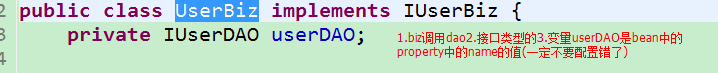 2 public class UserBiz implements IUserBiz {
3 private IUserDAO userDAO; 1.biz调用dao2.接口类型的3.变量userDAO是bean中的
property中的name的值(一定不要配置错了)